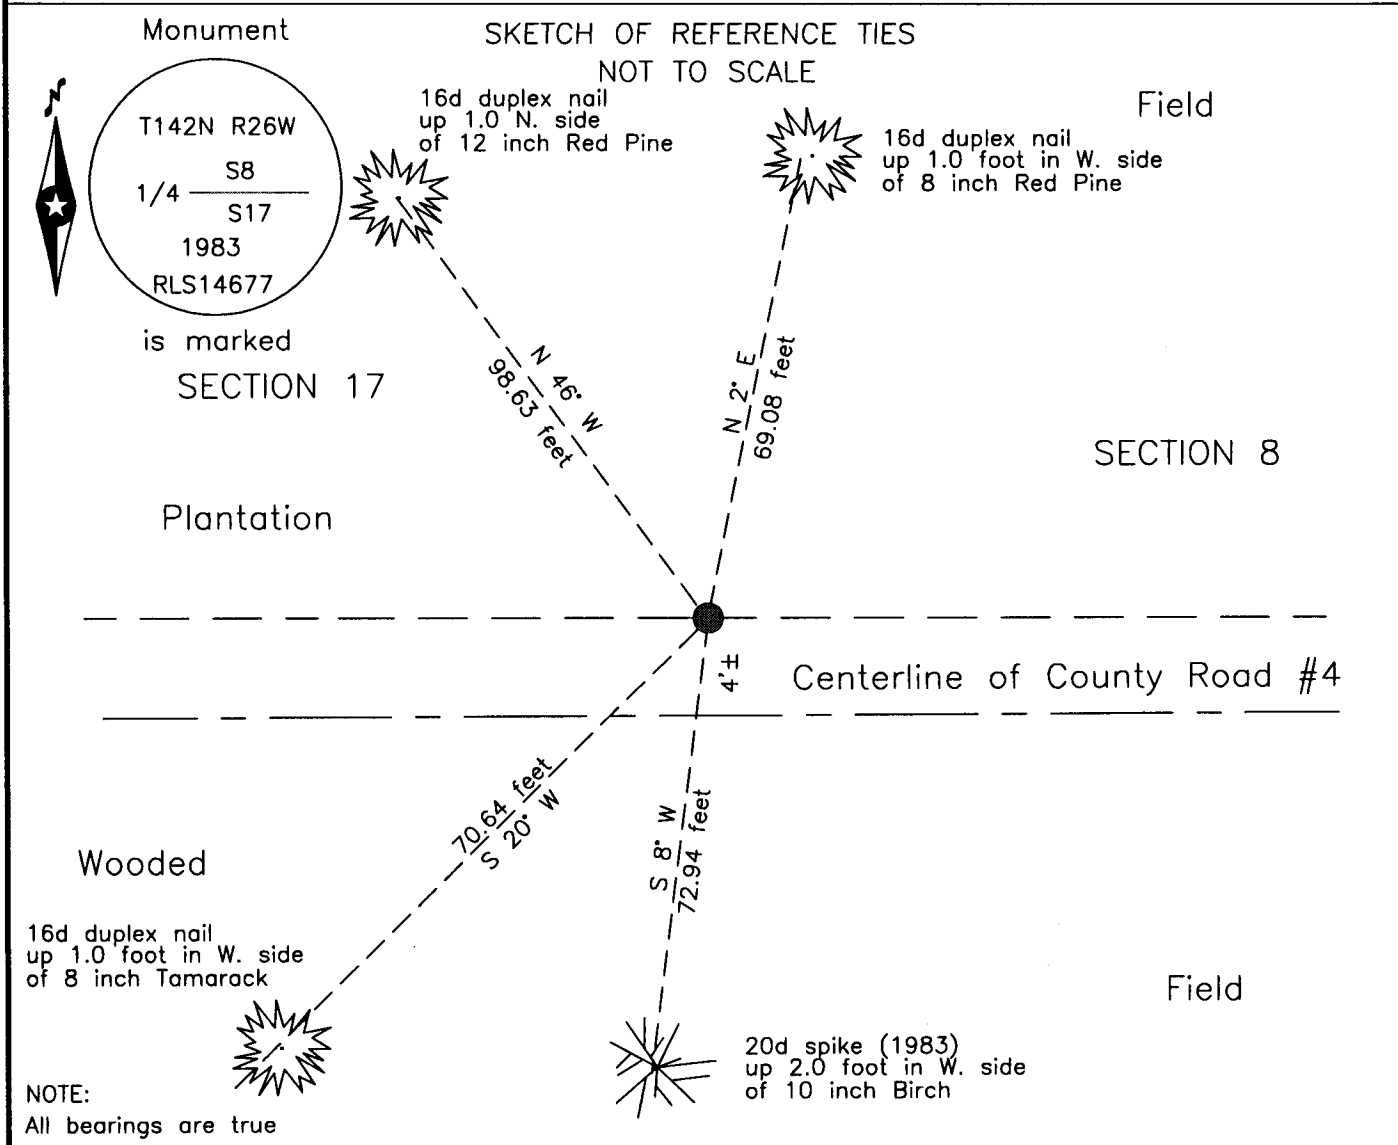 Monument
SKETCH OF REFERENCE TIES
NOT TO SCALE
N
T142N R26W
S8
1/4
S17
1983
RLS14677
is marked
16d duplex nail
up 1.0 N. side
of 12 inch Red Pine
16d duplex nail
up 1.0 foot in W. side
of 8 inch Red Pine
Field
SECTION 17
N 46° W
98.63 feet
N 2° E
69.08 feet
SECTION 8
Plantation
4'±
Centerline of County Road #4
70.64 feet
S 20° W
S 8° W
72.94 feet
Wooded
16d duplex nail
up 1.0 foot in W. side
of 8 inch Tamarack
Field
20d spike (1983)
up 2.0 foot in W. side
of 10 inch Birch
NOTE:
All bearings are true